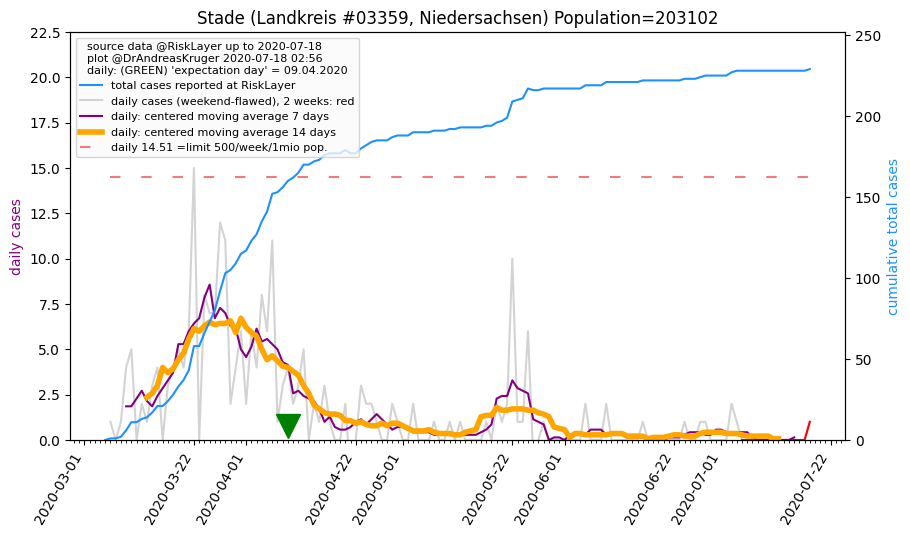 Stade (Landkreis #03359, Niedersachsen) Population=203102
source data @RiskLayer up to 2020-07-18
plot @DrAndreasKruger 2020-07-18 02:56
daily: (GREEN) 'expectation day' = 09.04.2020
total cases reported at RiskLayer
daily cases (weekend-flawed), 2 weeks: red
daily: centered moving average 7 days
daily: centered moving average 14 days
daily 14.51 =limit 500/week/1mio pop.
daily cases
22.5
20.0
17.5
15.0
12.5
10.0
7.5
5.0
2.5
0.0
250
200
150
100
50
0
cumulative total cases
2020-03-01
2020-03-22
2020-04-01
2020-04-22
2020-05-01
2020-05-22
2020-06-01
2020-06-22
2020-07-01
2020-07-22